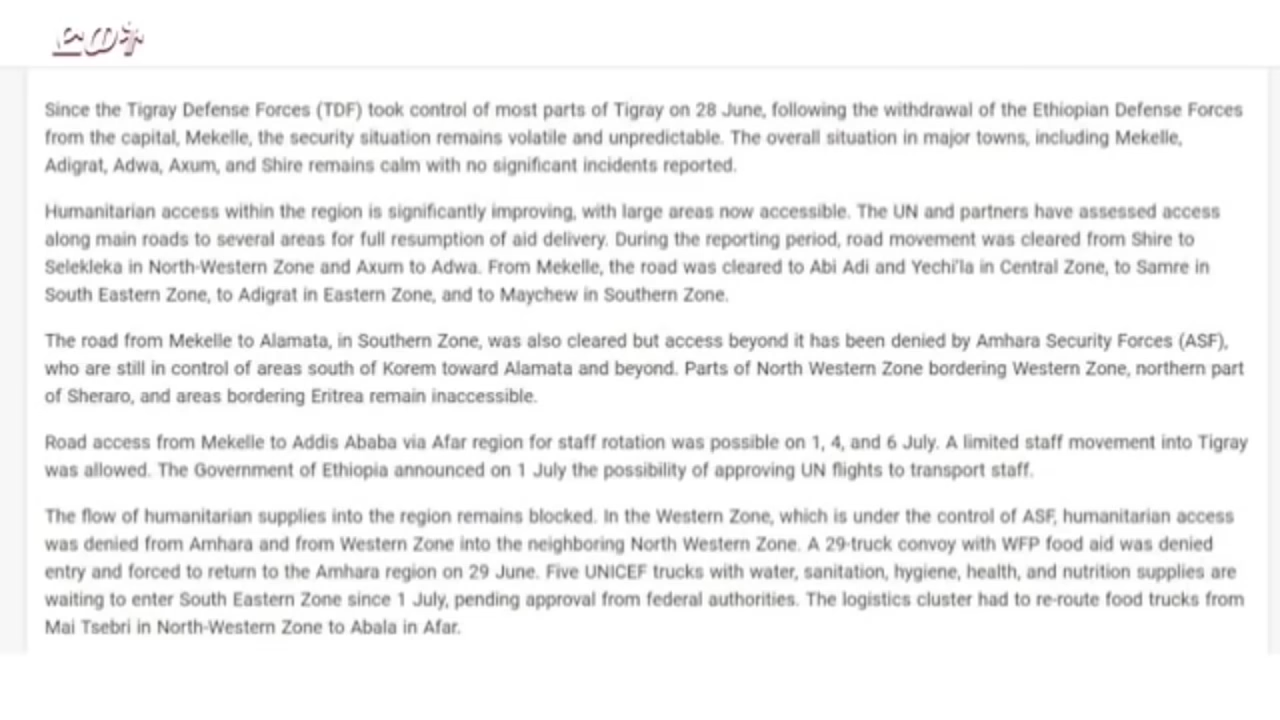 Since the Tigray Defense Forces (TDF) took control of most parts of Tigray on 28 June, following the withdrawal of the Ethiopian Defense Forces
from the capital, Mekelle, the security situation remains volatile and unpredictable. The overall situation in major towns, including Mekelle,
Adigrat, Adwa, Axum, and Shire remains calm with no significant incidents reported.
Humanitarian access within the region is significantly improving, with large areas now accessible. The UN and partners have assessed access
along main roads to several areas for full resumption of aid delivery. During the reporting period, road movement was cleared from Shire to
Selekleka in North-Western Zone and Axum to Adwa. From Mekelle, the road was cleared to Abi Adi and Yechi'la in Central Zone, to Samre in
South Eastern Zone, to Adigrat in Eastern Zone, and to Maychew in Southern Zone.
The road from Mekelle to Alamata, in Southern Zone, was also cleared but access beyond it has been denied by Amhara Security Forces (ASF),
who are still in control of areas south of Korem toward Alamata and beyond. Parts of North Western Zone bordering Western Zone, northern part
of Sheraro, and areas bordering Eritrea remain inaccessible.
Road access from Mekelle to Addis Ababa via Afar region for staff rotation was possible on 1, 4, and 6 July. A limited staff movement into Tigray
was allowed. The Government of Ethiopia announced on 1 July the possibility of approving UN flights to transport staff.
The flow of humanitarian supplies into the region remains blocked. In the Western Zone, which is under the control of ASF, humanitarian access
was denied from Amhara and from Western Zone into the neighboring North Western Zone. A 29-truck convoy with WFP food aid was denied
entry and forced to return to the Amhara region on 29 June. Five UNICEF trucks with water, sanitation, hygiene, health, and nutrition supplies are
waiting to enter South Eastern Zone since 1 July, pending approval from federal authorities. The logistics cluster had to re-route food trucks from
Mai Tsebri in North-Western Zone to Abala in Afar.